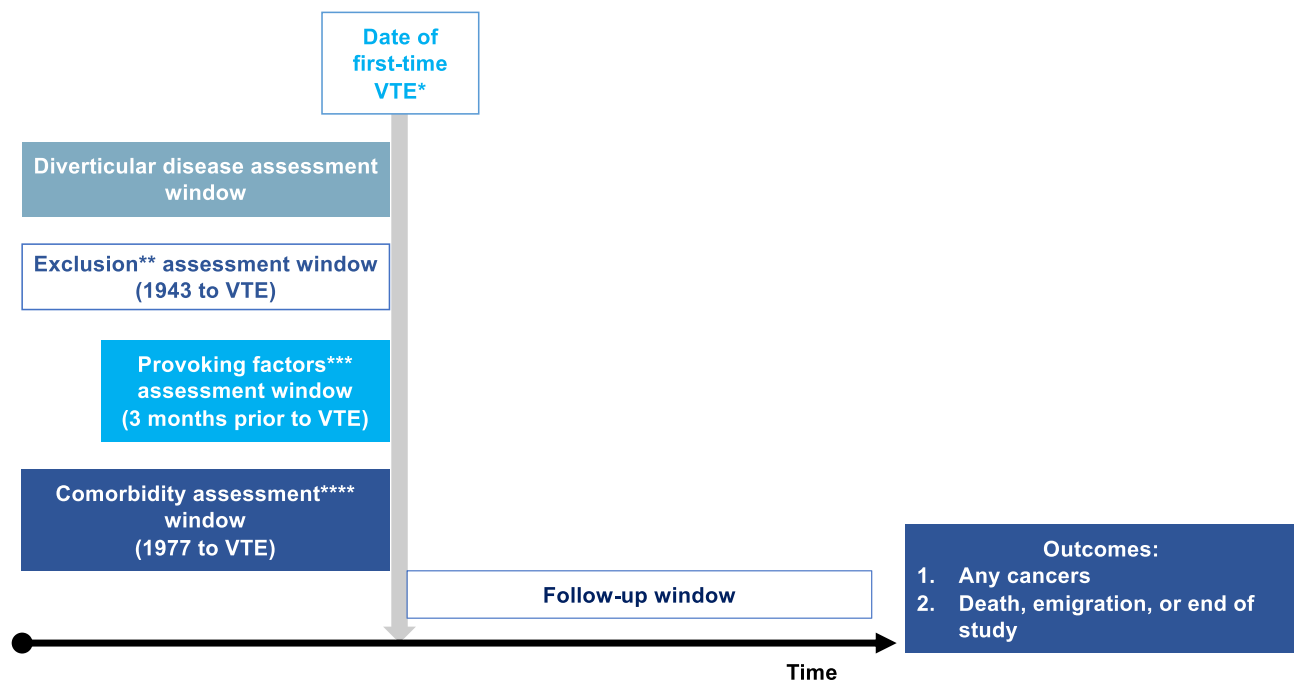 Date of
first-time
VTE*
Diverticular disease assessment
window
Exclusion** assessment window
(1943 to VTE)
Provoking factors***
assessment window
(3 months prior to VTE)
Comorbidity assessment****
window
(1977 to VTE)
Follow-up window
Outcomes:
1. Any cancers
2. Death, emigration, or end of
study
Time